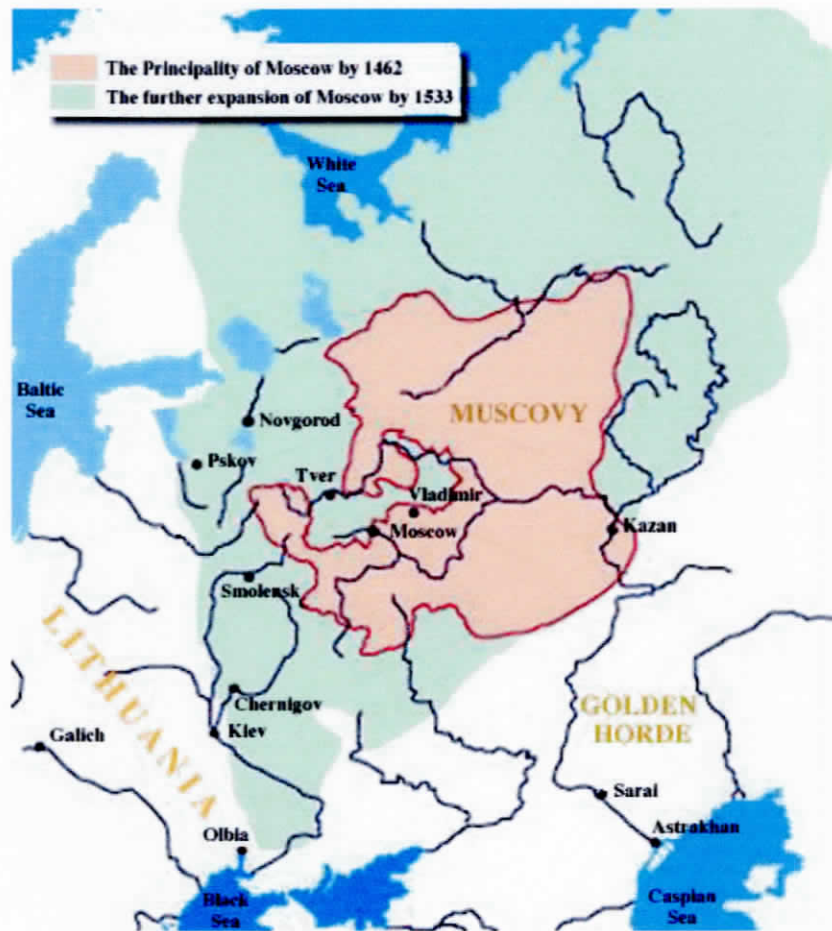 The Principality of Moscow by 1462
The further expansion of Moscow by 1533
White
Sea
Baltic
Sea
MUSCOVY
Novgorod
Pskov
Tver
Vladimir
Moscow
Kazan
Smolensk
LITHUANIA
Chernigov
Kiev
Galich
GOLDEN
HORDE
Sarai
Astrakhan
Olbia
Black
Sea
Caspian
Sea